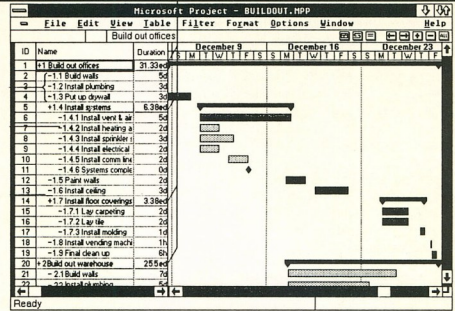 Microsoft Project - BUILDOUT.MPP
File Edit View Table Filter Format Options Window Help
Build out offices
ID Name Duration December 9 December 16 December 23
S M T W T F S S M T W T F S S M T W T F S
1 +1 Build out offices 31.33ed
2 -1.1 Build walls 5d
3 -1.2 Install plumbing 3d
4 -1.3 Put up drywall 3d
5 +1.4 Install systems 6.38ed
6 -1.4.1 Install vent & air 5d
7 -1.4.2 Install heating a 2d
8 -1.4.3 Install sprinkler s 3d
9 -1.4.4 Install electrical 2d
10 -1.4.5 Install comm line 2d
11 -1.4.6 Systems comple 0d
12 -1.5 Paint walls 2d
13 -1.6 Install ceiling 3d
14 +1.7 Install floor coverings 3.38ed
15 -1.7.1 Lay carpeting 2d
16 -1.7.2 Lay tile 2d
17 -1.7.3 Install molding 1d
18 -1.8 Install vending machi 1h
19 -1.9 Final clean up 6h
20 +2Build out warehouse 25.5ed
21 -2.1 Build walls 7d
22 -2.2 Install plumbing 5d
Ready